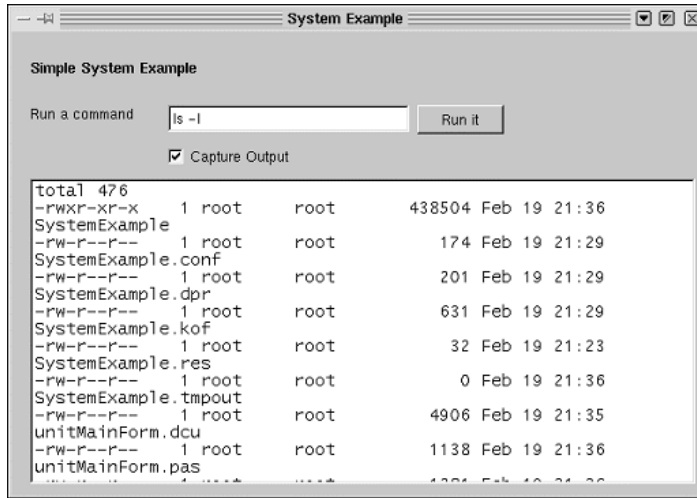 System Example
Simple System Example
Run a command
ls -l
Run it
Capture Output
total 476
-rwxr-xr-x 1 root root 438504 Feb 19 21:36
SystemExample
-rw-r--r-- 1 root root 174 Feb 19 21:29
SystemExample.conf
-rw-r--r-- 1 root root 201 Feb 19 21:29
SystemExample.dpr
-rw-r--r-- 1 root root 631 Feb 19 21:29
SystemExample.kof
-rw-r--r-- 1 root root 32 Feb 19 21:23
SystemExample.res
-rw-r--r-- 1 root root 0 Feb 19 21:36
SystemExample.tmpout
-rw-r--r-- 1 root root 4906 Feb 19 21:35
unitMainForm.dcu
-rw-r--r-- 1 root root 1138 Feb 19 21:36
unitMainForm.pas